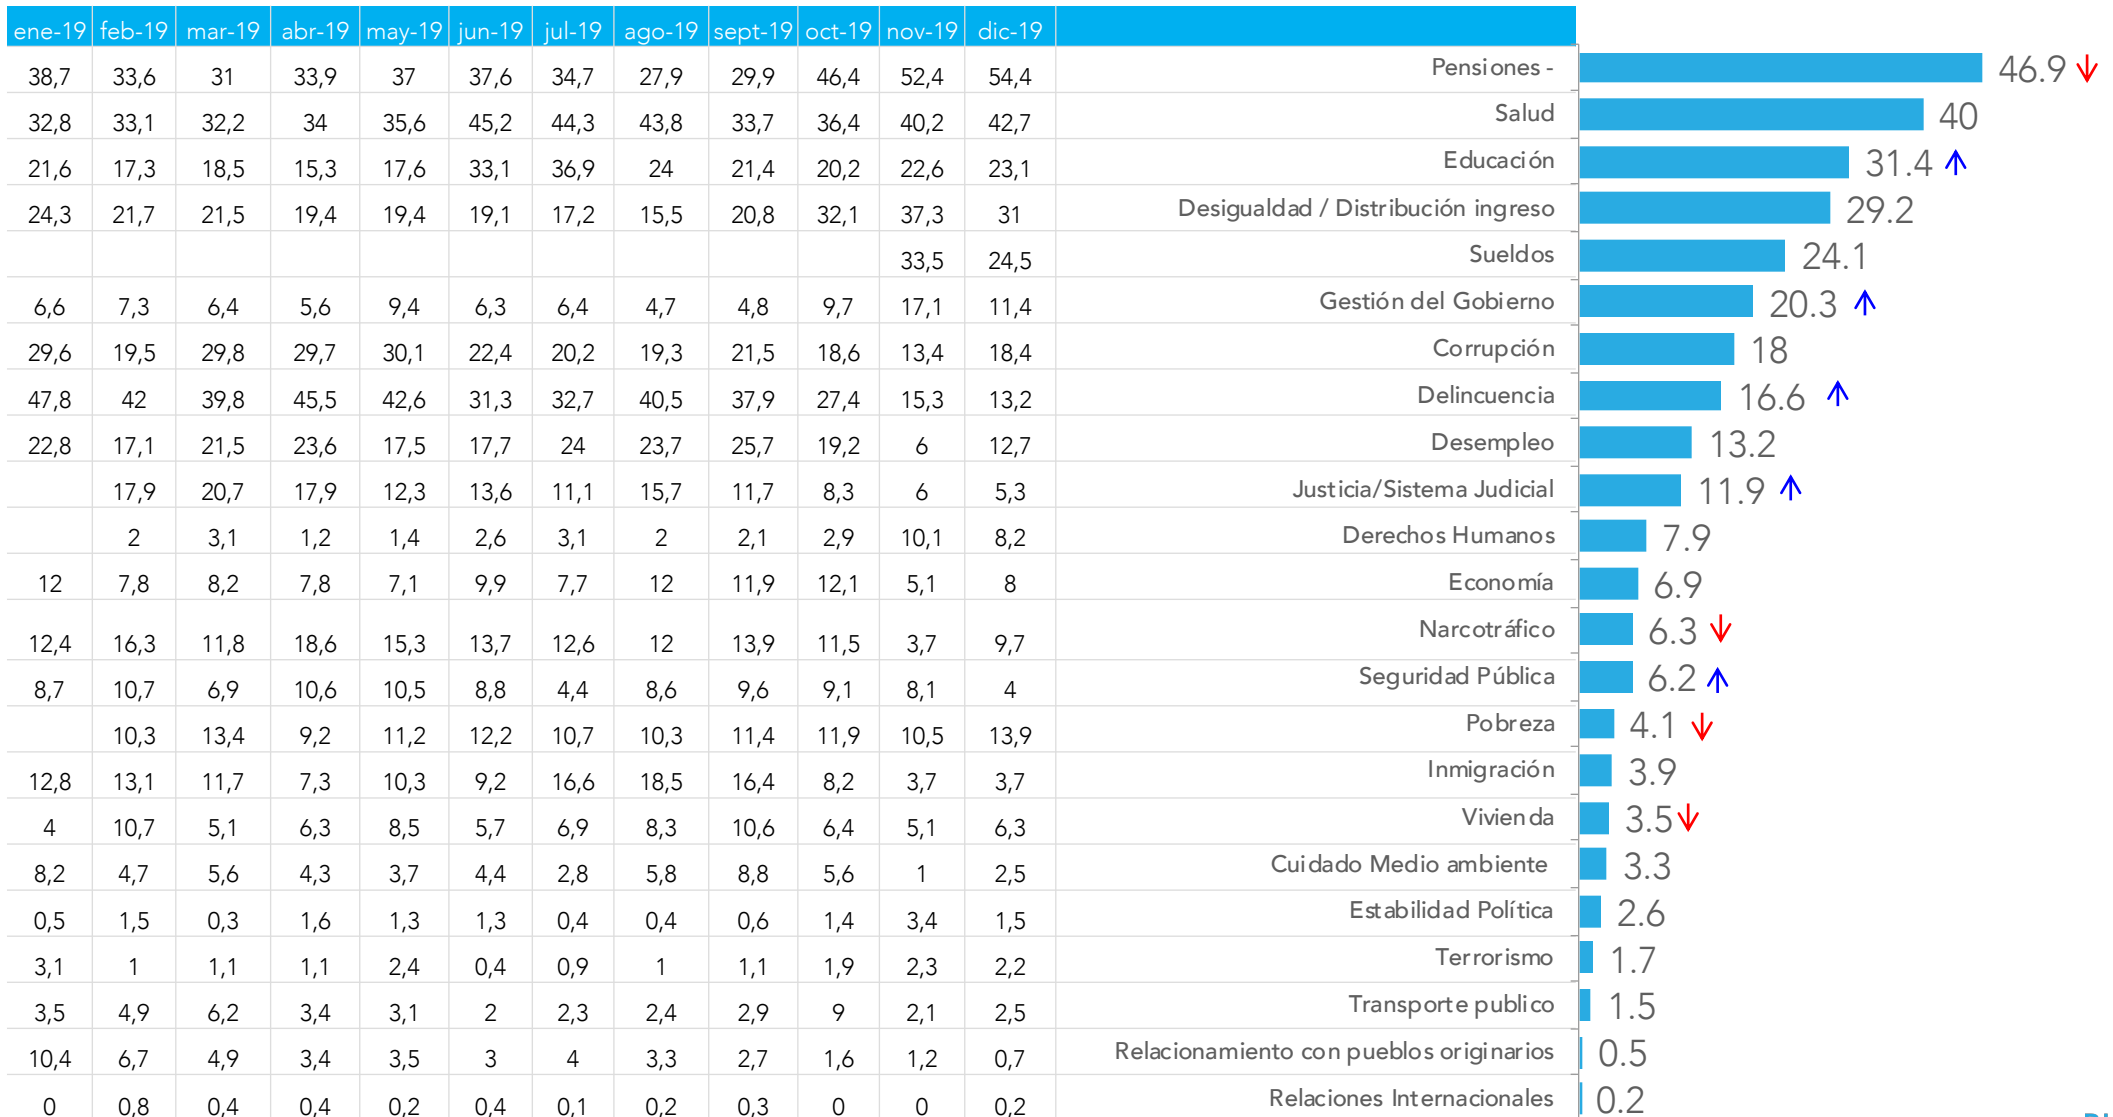 ene-19 feb-19 mar-19 abr-19 may-19 jun-19 jul-19 ago-19 sept-19 oct-19 nov-19 dic-19
38,7 33,6 31 33,9 37 37,6 34,7 27,9 29,9 46,4 52,4 54,4 Pensiones - 46.9 ↓
32,8 33,1 32,2 34 35,6 45,2 44,3 43,8 33,7 36,4 40,2 42,7 Salud 40
21,6 17,3 18,5 15,3 17,6 33,1 36,9 24 21,4 20,2 22,6 23,1 Educación 31.4 ↑
24,3 21,7 21,5 19,4 19,4 19,1 17,2 15,5 20,8 32,1 37,3 31 Desigualdad / Distribución ingreso 29.2
33,5 24,5 Sueldos 24.1
6,6 7,3 6,4 5,6 9,4 6,3 6,4 4,7 4,8 9,7 17,1 11,4 Gestión del Gobierno 20.3 ↑
29,6 19,5 29,8 29,7 30,1 22,4 20,2 19,3 21,5 18,6 13,4 18,4 Corrupción 18
47,8 42 39,8 45,5 42,6 31,3 32,7 40,5 37,9 27,4 15,3 13,2 Delincuencia 16.6 ↑
22,8 17,1 21,5 23,6 17,5 17,7 24 23,7 25,7 19,2 6 12,7 Desempleo 13.2
17,9 20,7 17,9 12,3 13,6 11,1 15,7 11,7 8,3 6 5,3 Justicia/Sistema Judicial 11.9 ↑
2 3,1 1,2 1,4 2,6 3,1 2 2,1 2,9 10,1 8,2 Derechos Humanos 7.9
12 7,8 8,2 7,8 7,1 9,9 7,7 12 11,9 12,1 5,1 8 Economía 6.9
12,4 16,3 11,8 18,6 15,3 13,7 12,6 12 13,9 11,5 3,7 9,7 Narcotráfico 6.3 ↓
8,7 10,7 6,9 10,6 10,5 8,8 4,4 8,6 9,6 9,1 8,1 4 Seguridad Pública 6.2 ↑
10,3 13,4 9,2 11,2 12,2 10,7 10,3 11,4 11,9 10,5 13,9 Pobreza 4.1 ↓
12,8 13,1 11,7 7,3 10,3 9,2 16,6 18,5 16,4 8,2 3,7 3,7 Inmigración 3.9
4 10,7 5,1 6,3 8,5 5,7 6,9 8,3 10,6 6,4 5,1 6,3 Vivienda 3.5 ↓
8,2 4,7 5,6 4,3 3,7 4,4 2,8 5,8 8,8 5,6 1 2,5 Cuidado Medio ambiente 3.3
0,5 1,5 0,3 1,6 1,3 1,3 0,4 0,4 0,6 1,4 3,4 1,5 Estabilidad Política 2.6
3,1 1 1,1 1,1 2,4 0,4 0,9 1 1,1 1,9 2,3 2,2 Terrorismo 1.7
3,5 4,9 6,2 3,4 3,1 2 2,3 2,4 2,9 9 2,1 2,5 Transporte publico 1.5
10,4 6,7 4,9 3,4 3,5 3 4 3,3 2,7 1,6 1,2 0,7 Relacionamiento con pueblos originarios 0.5
0 0,8 0,4 0,4 0,2 0,4 0,1 0,2 0,3 0 0 0,2 Relaciones Internacionales 0.2